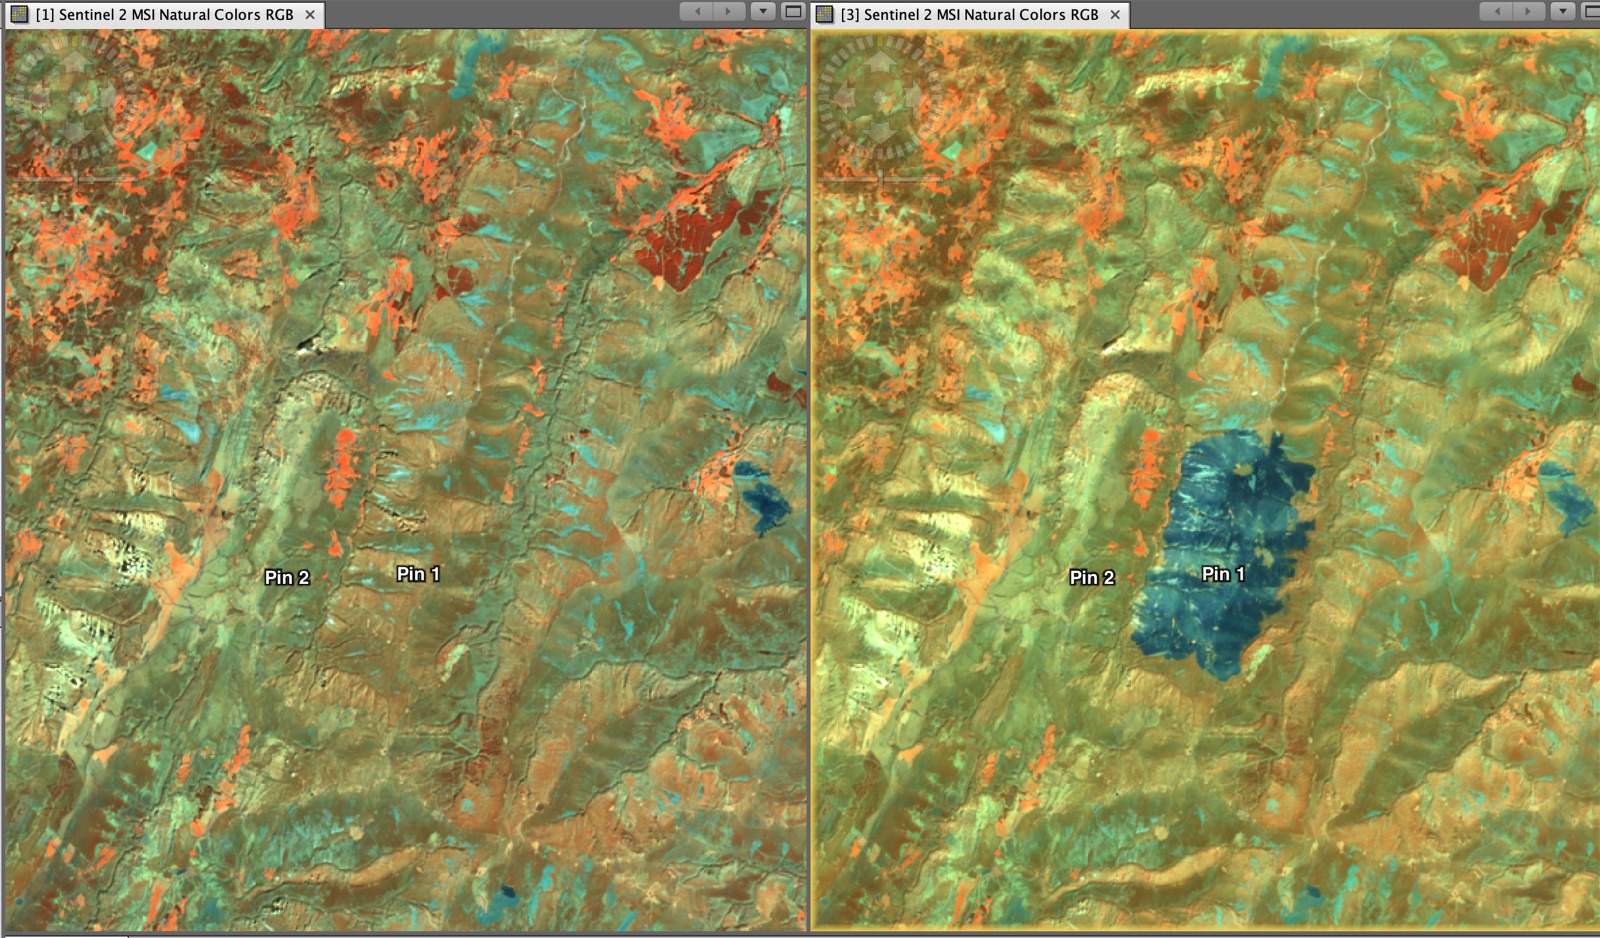 [1] Sentinel 2 MSI Natural Colors RGB
[3] Sentinel 2 MSI Natural Colors RGB
Pin 2
Pin 1
Pin 2
Pin 1